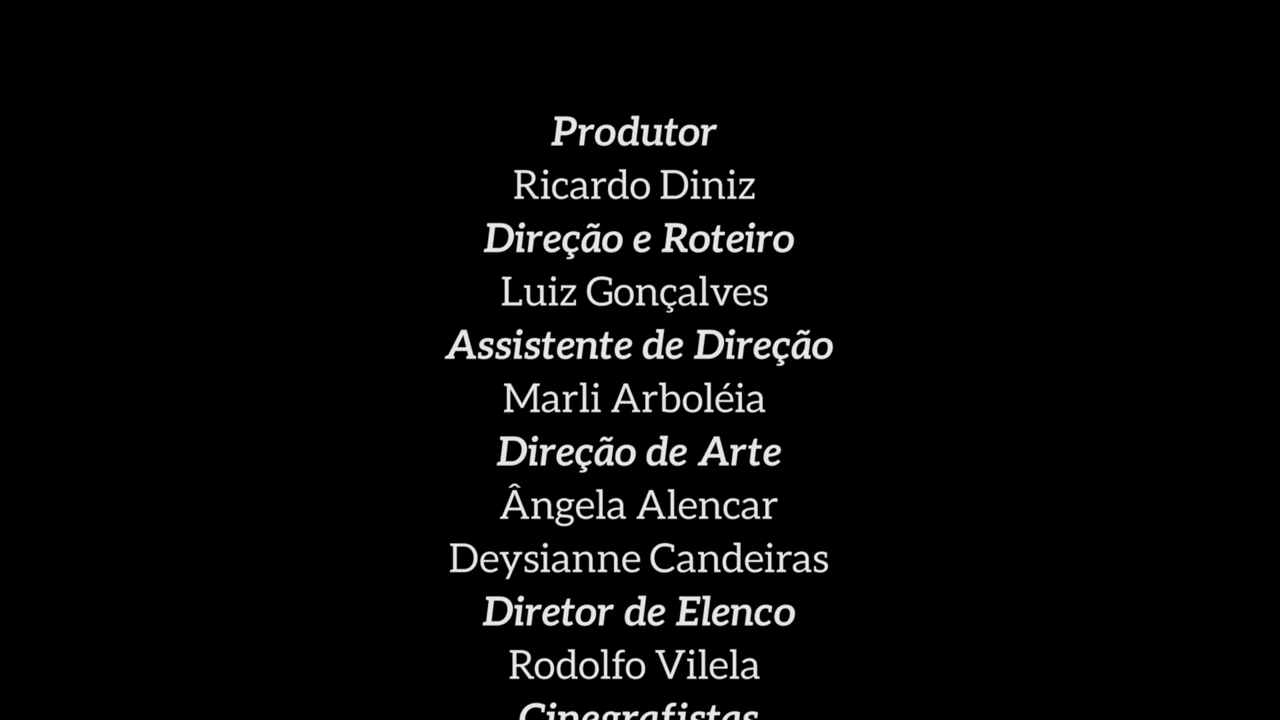 Produtor
Ricardo Diniz
Direção e Roteiro
Luiz Gonçalves
Assistente de Direção
Marli Arboléia
Direção de Arte
Ângela Alencar
Deysianne Candeiras
Diretor de Elenco
Rodolfo Vilela
Cinegrafistas